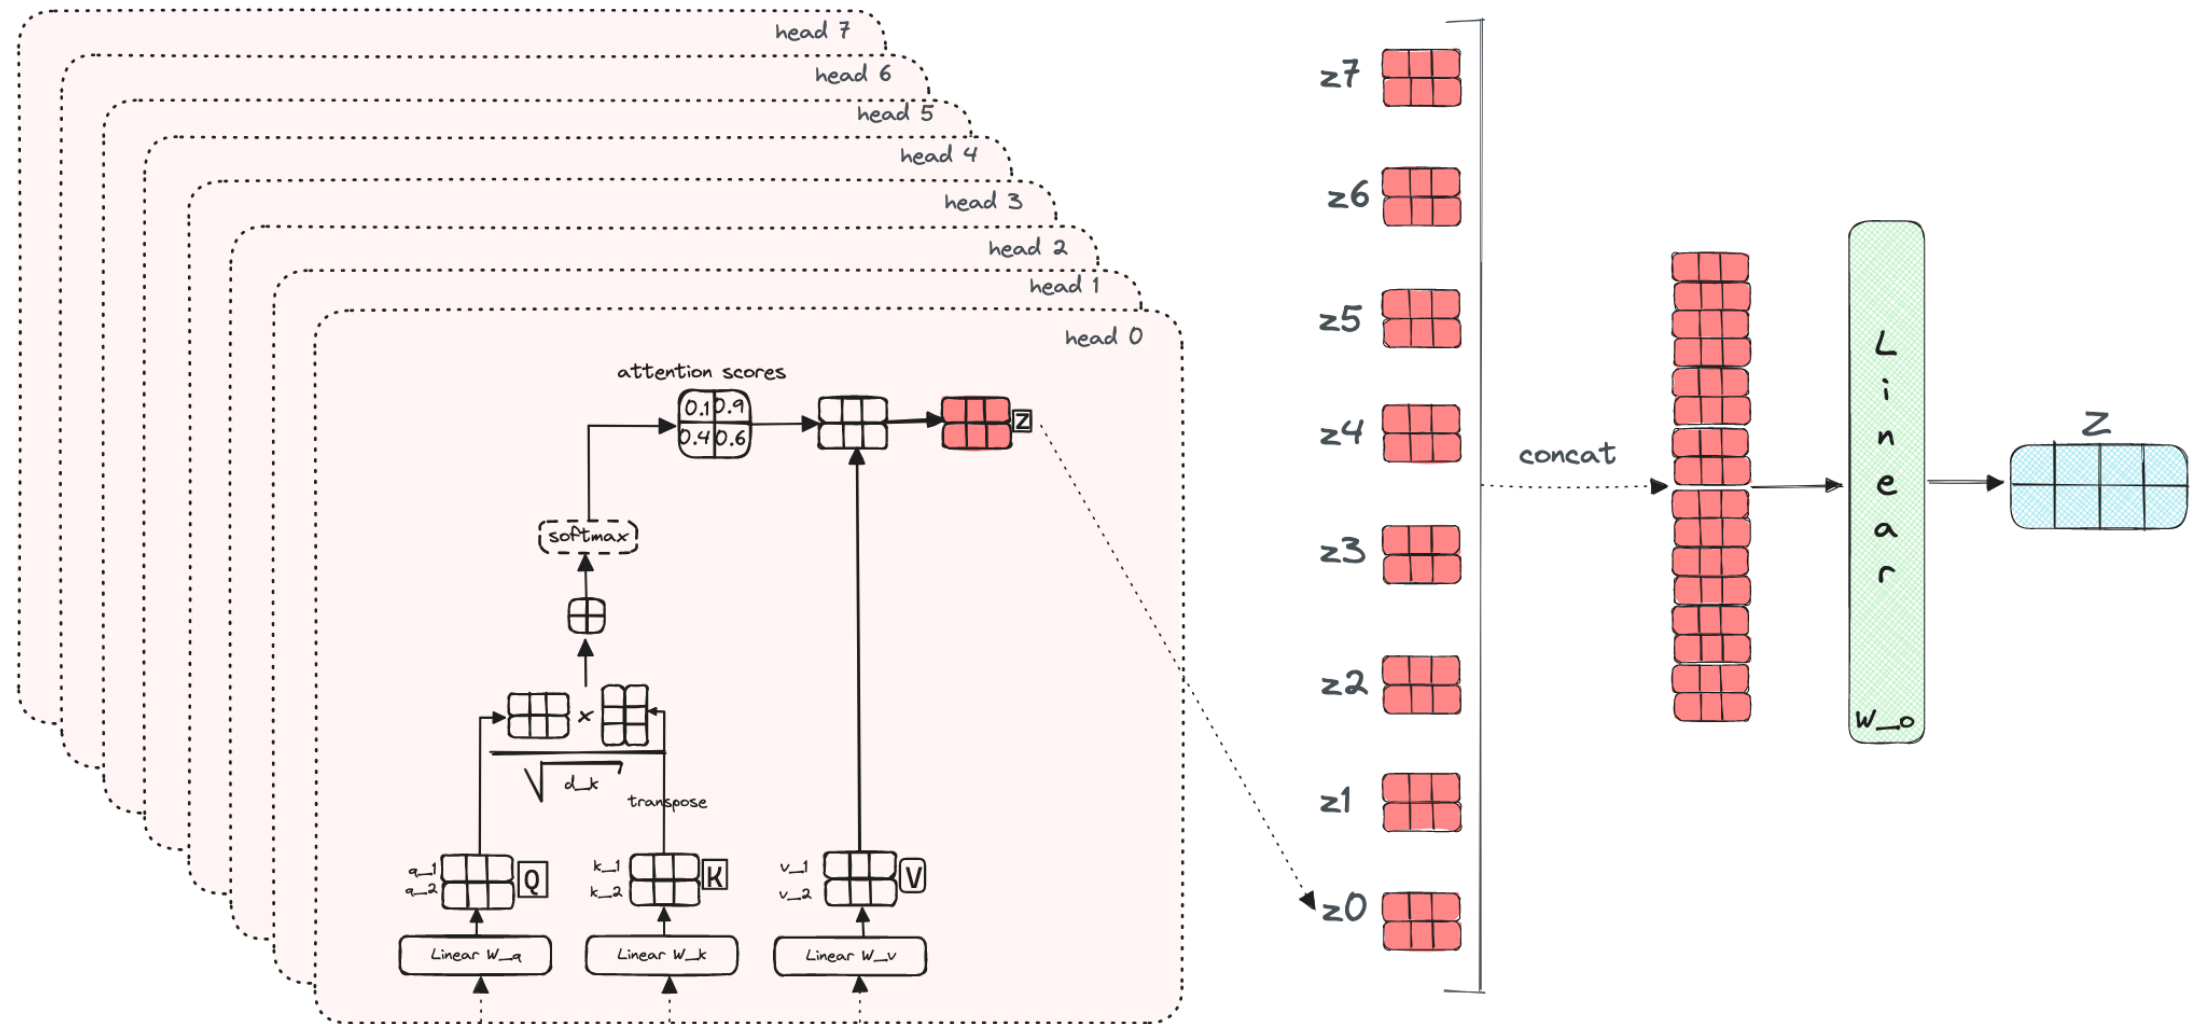 head 7
head 6
head 5
head 4
head 3
head 2
head 1
head 0
attention scores
0.1 0.9
0.4 0.6
Z
softmax
x
√ d_k
transpose
q_1
q_2
Q
k_1
k_2
K
v_1
v_2
V
Linear W_q
Linear W_k
Linear W_v
z7
z6
z5
z4
z3
z2
z1
z0
concat
Linear
W_o
Z